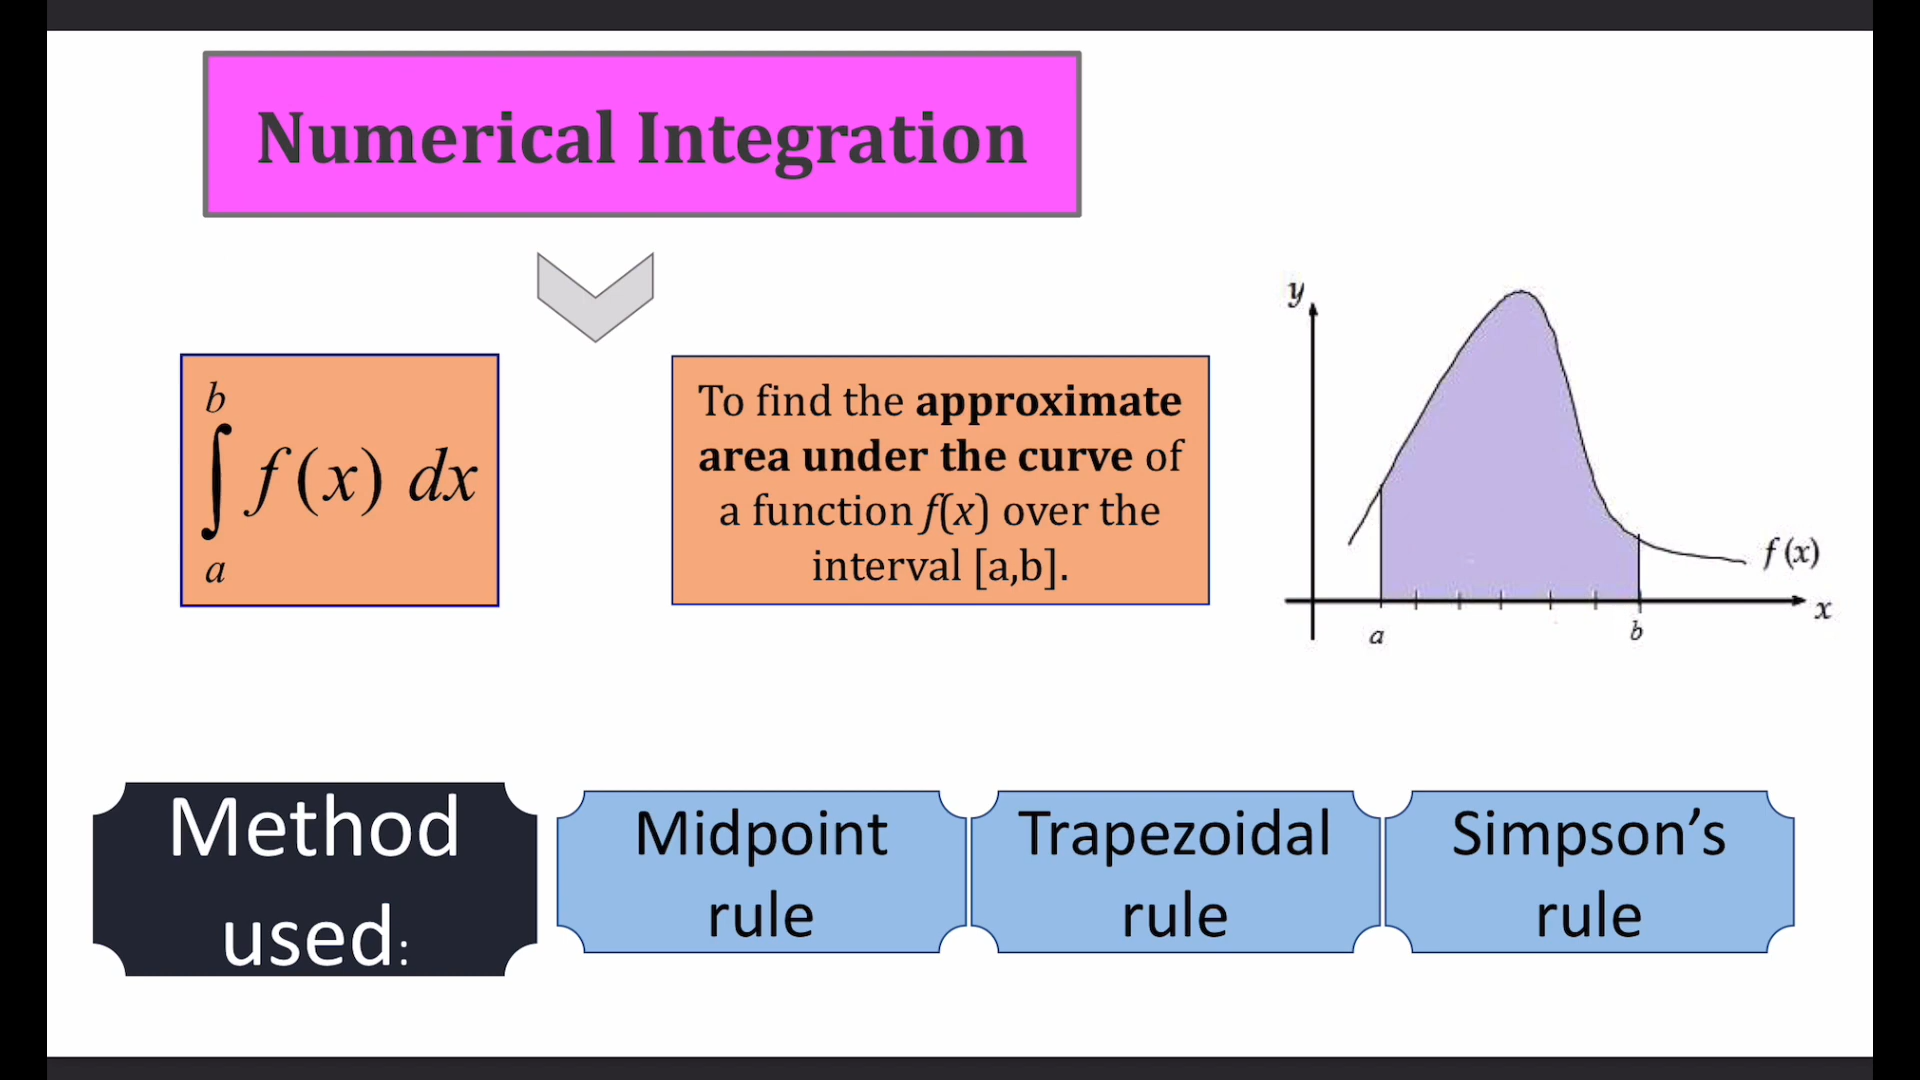 Numerical Integration
b
∫ f(x) dx
a
To find the approximate
area under the curve of
a function f(x) over the
interval [a,b].
y
f(x)
x
a
b
Method
used:
Midpoint
rule
Trapezoidal
rule
Simpson’s
rule